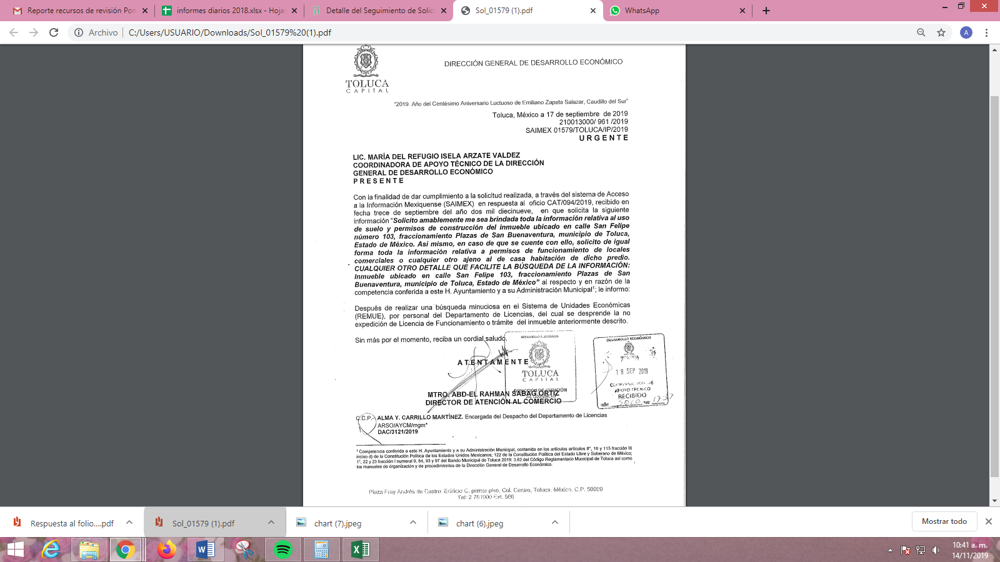 Reporte recursos de revisión Pon
informes diarios 2018.xlsx - Hoja
Detalle del Seguimiento de Solici
Sol_01579 (1).pdf
WhatsApp
Archivo
C:/Users/USUARIO/Downloads/Sol_01579%20(1).pdf
A
TOLUCA
CAPITAL
DIRECCIÓN GENERAL DE DESARROLLO ECONÓMICO
"2019. Año del Centésimo Aniversario Luctuoso de Emiliano Zapata Salazar, Caudillo del Sur"
Toluca, México a 17 de septiembre de 2019
210013000/ 961 /2019
SAIMEX 01579/TOLUCA/IP/2019
URGENTE
LIC. MARÍA DEL REFUGIO ISELA ARZATE VALDEZ
COORDINADORA DE APOYO TÉCNICO DE LA DIRECCIÓN
GENERAL DE DESARROLLO ECONÓMICO
PRESENTE
Con la finalidad de dar cumplimiento a la solicitud realizada, a través del sistema de Acceso
a la Información Mexiquense (SAIMEX) en respuesta al oficio CAT/094/2019, recibido en
fecha trece de septiembre del año dos mil diecinueve, en que solicita la siguiente
información "Solicito amablemente me sea brindada toda la información relativa al uso
de suelo y permisos de construcción del inmueble ubicado en calle San Felipe
número 103, fraccionamiento Plazas de San Buenaventura, municipio de Toluca,
Estado de México. Así mismo, en caso de que se cuente con ello, solicito de igual
forma toda la información relativa a permisos de funcionamiento de locales
comerciales o cualquier otro ajeno al de casa habitación de dicho predio.
CUALQUIER OTRO DETALLE QUE FACILITE LA BÚSQUEDA DE LA INFORMACIÓN:
Inmueble ubicado en calle San Felipe 103, fraccionamiento Plazas de San
Buenaventura, municipio de Toluca, Estado de México" al respecto y en razón de la
competencia conferida a este H. Ayuntamiento y a su Administración Municipal¹; le informo:
Después de realizar una búsqueda minuciosa en el Sistema de Unidades Económicas
(REMUE), por personal del Departamento de Licencias, del cual se desprende la no
expedición de Licencia de Funcionamiento o trámite del inmueble anteriormente descrito.
Sin más por el momento, reciba un cordial saludo.
ATENTAMENTE
TOLUCA
CAPITAL
MTRO. ABD-EL RAHMAN SABAG ORTIZ
DIRECTOR DE ATENCIÓN AL COMERCIO
DESARROLLO ECONÓMICO
TOLUCA
18 SEP 2019
COORDINACIÓN DE
APOYO TÉCNICO
RECIBIDO
C.C.P.- ALMA Y. CARRILLO MARTÍNEZ. Encargada del Despacho del Departamento de Licencias
ARSO/AYCM/mgm*
DAC/3121/2019
¹ Competencia conferida a este H. Ayuntamiento y a su Administración Municipal, contenida en los artículos artículos 8°, 16 y 115 fracción III
inciso d) de la Constitución Política de los Estados Unidos Mexicanos; 122 de la Constitución Política del Estado Libre y Soberano de México;
1°, 22 y 23 fracción I numeral 9, 84, 93 y 97 del Bando Municipal de Toluca 2019; 3.62 del Código Reglamentario Municipal de Toluca así como
los manuales de organización y de procedimientos de la Dirección General de Desarrollo Económico.
Plaza Fray Andrés de Castro, Edificio C, primer piso, Col. Centro, Toluca, México. C.P. 50000
Tel: 2 761900 Ext. 566
Respuesta al folio....pdf
Sol_01579 (1).pdf
chart (7).jpeg
chart (6).jpeg
Mostrar todo
10:41 a. m.
14/11/2019